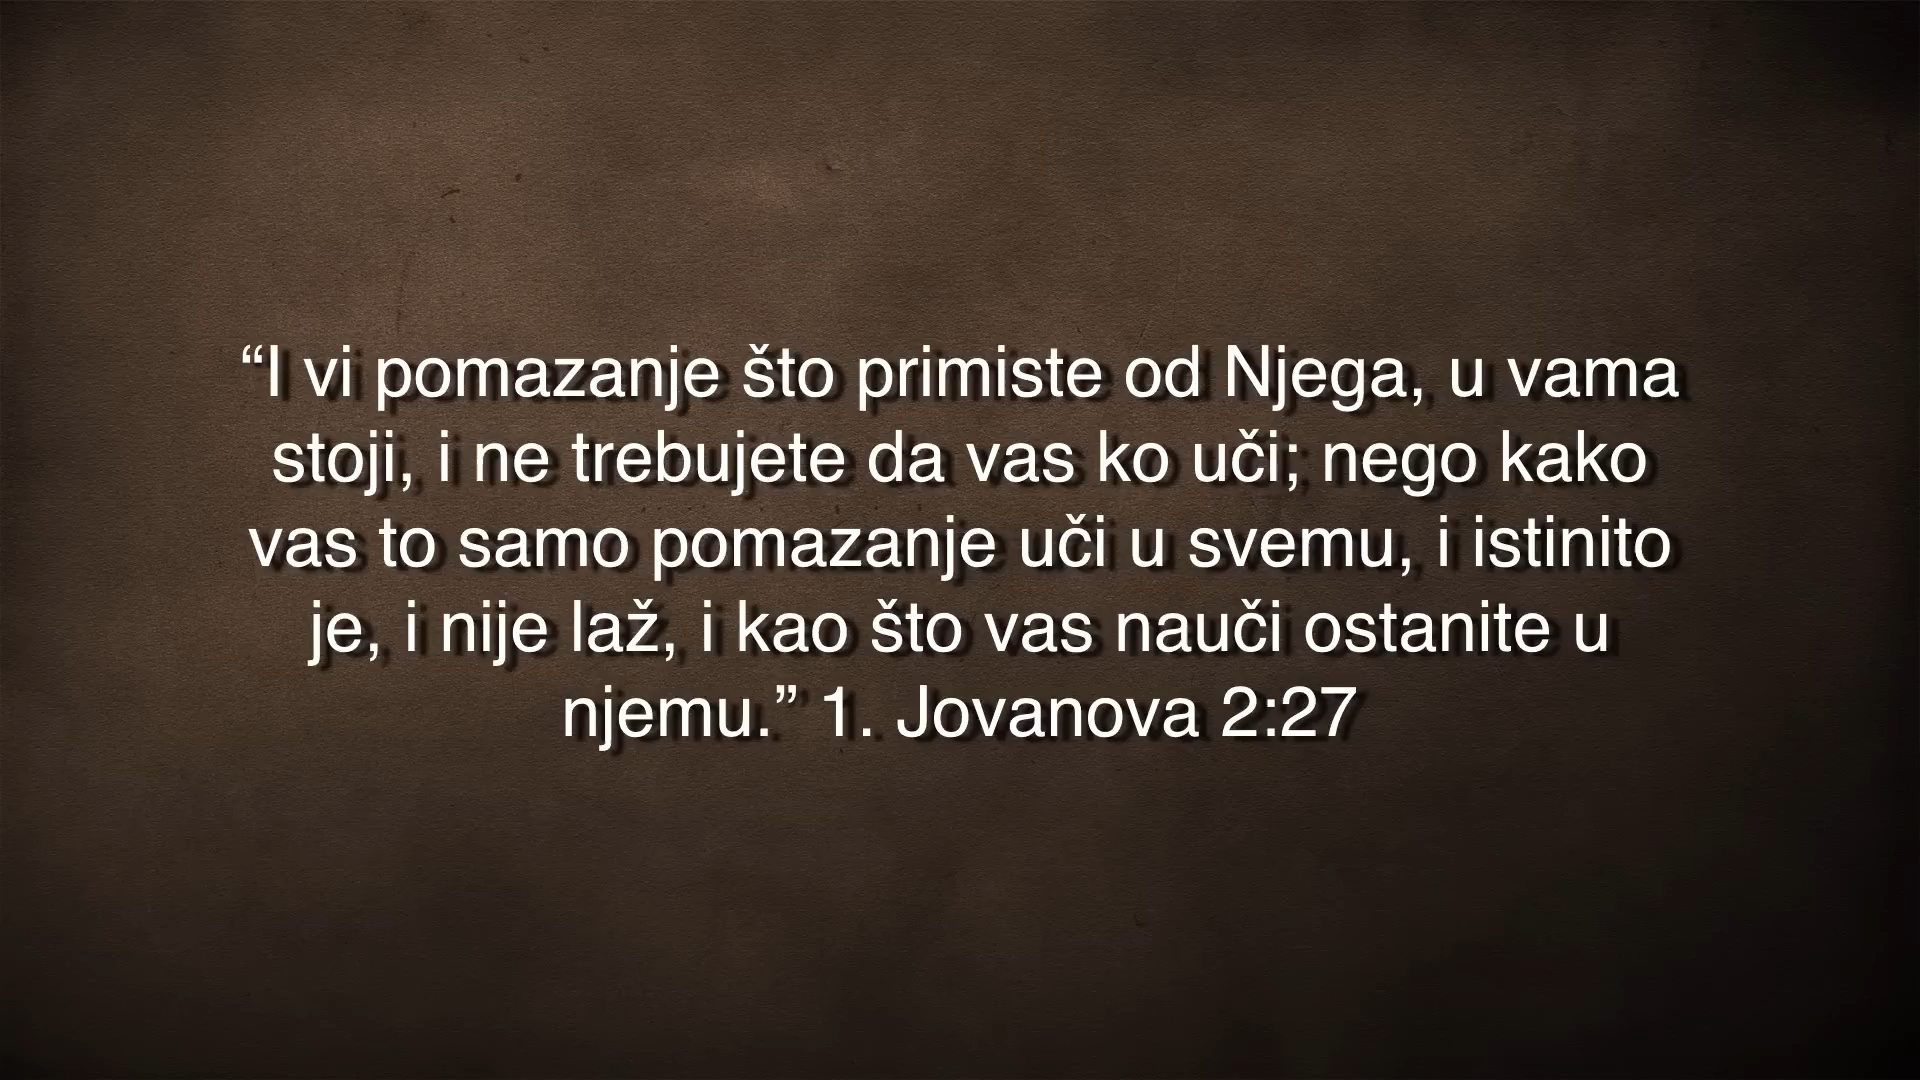 “I vi pomazanje što primiste od Njega, u vama
stoji, i ne trebujete da vas ko uči; nego kako
vas to samo pomazanje uči u svemu, i istinito
je, i nije laž, i kao što vas nauči ostanite u
njemu.” 1. Jovanova 2:27